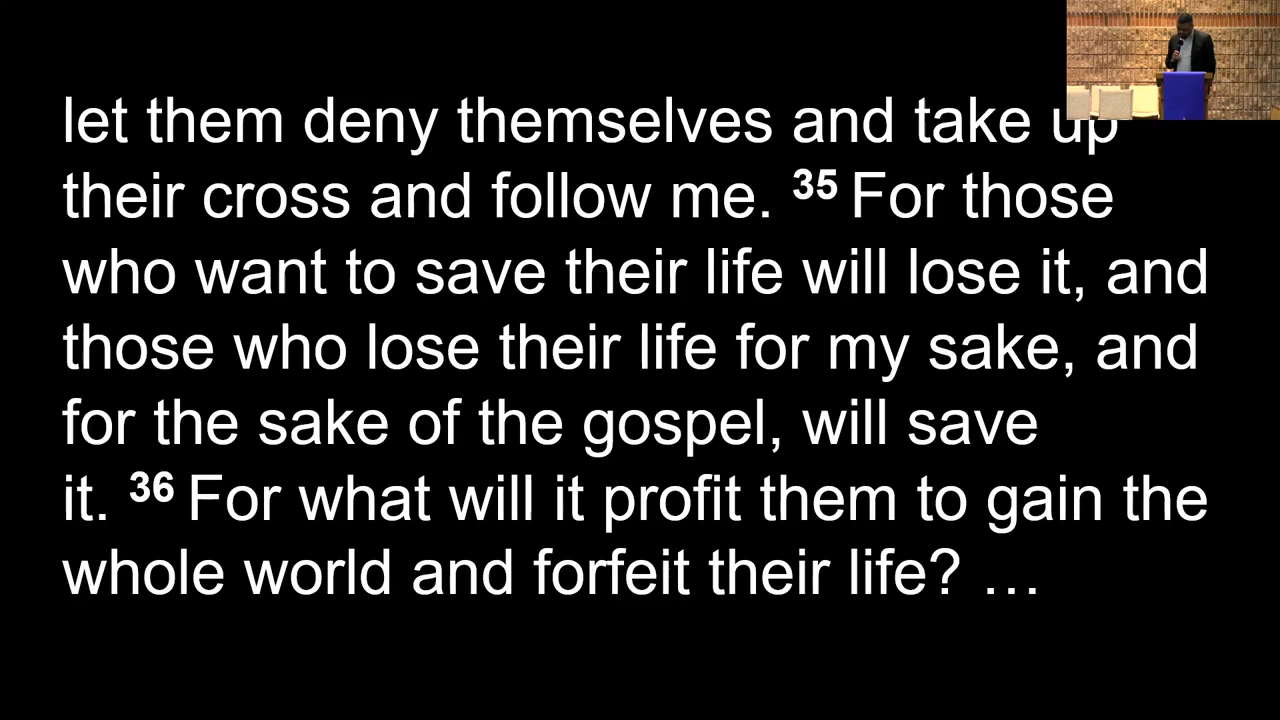 let them deny themselves and take up
their cross and follow me. 35 For those
who want to save their life will lose it, and
those who lose their life for my sake, and
for the sake of the gospel, will save
it. 36 For what will it profit them to gain the
whole world and forfeit their life? …